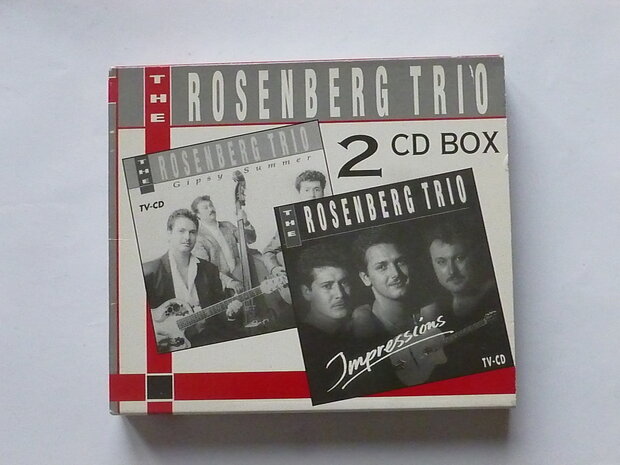 THE ROSENBERG TRIO
2 CD BOX
THE ROSENBERG TRIO
Gipsy Summer
TV-CD
THE ROSENBERG TRIO
Impressions
TV-CD